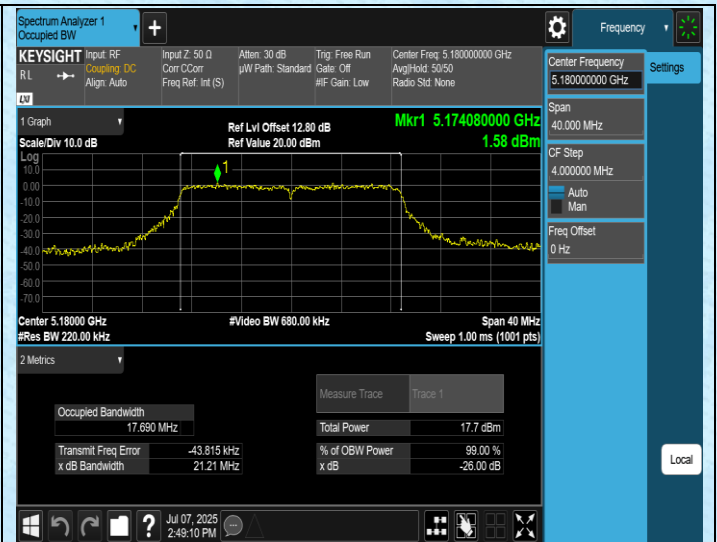 Spectrum Analyzer 1
Occupied BW
+
Frequency
KEYSIGHT
RL
LXI
Input: RF
Coupling: DC
Align: Auto
Input Z: 50 Ω
Corr CCorr
Freq Ref: Int (S)
Atten: 30 dB
µW Path: Standard
Trig: Free Run
Gate: Off
#IF Gain: Low
Center Freq: 5.180000000 GHz
Avg|Hold: 50/50
Radio Std: None
Center Frequency
5.180000000 GHz
Settings
Span
40.000 MHz
CF Step
4.000000 MHz
Auto
Man
Freq Offset
0 Hz
1 Graph
Scale/Div 10.0 dB
Ref Lvl Offset 12.80 dB
Ref Value 20.00 dBm
Mkr1 5.174080000 GHz
1.58 dBm
Log
10.0
0.00
-10.0
-20.0
-30.0
-40.0
-50.0
-60.0
-70.0
1
Center 5.18000 GHz
#Res BW 220.00 kHz
#Video BW 680.00 kHz
Span 40 MHz
Sweep 1.00 ms (1001 pts)
2 Metrics
Measure Trace Trace 1
Occupied Bandwidth
17.690 MHz
Total Power 17.7 dBm
Transmit Freq Error -43.815 kHz
% of OBW Power 99.00 %
x dB Bandwidth 21.21 MHz
x dB -26.00 dB
Local
?
Jul 07, 2025
2:49:10 PM